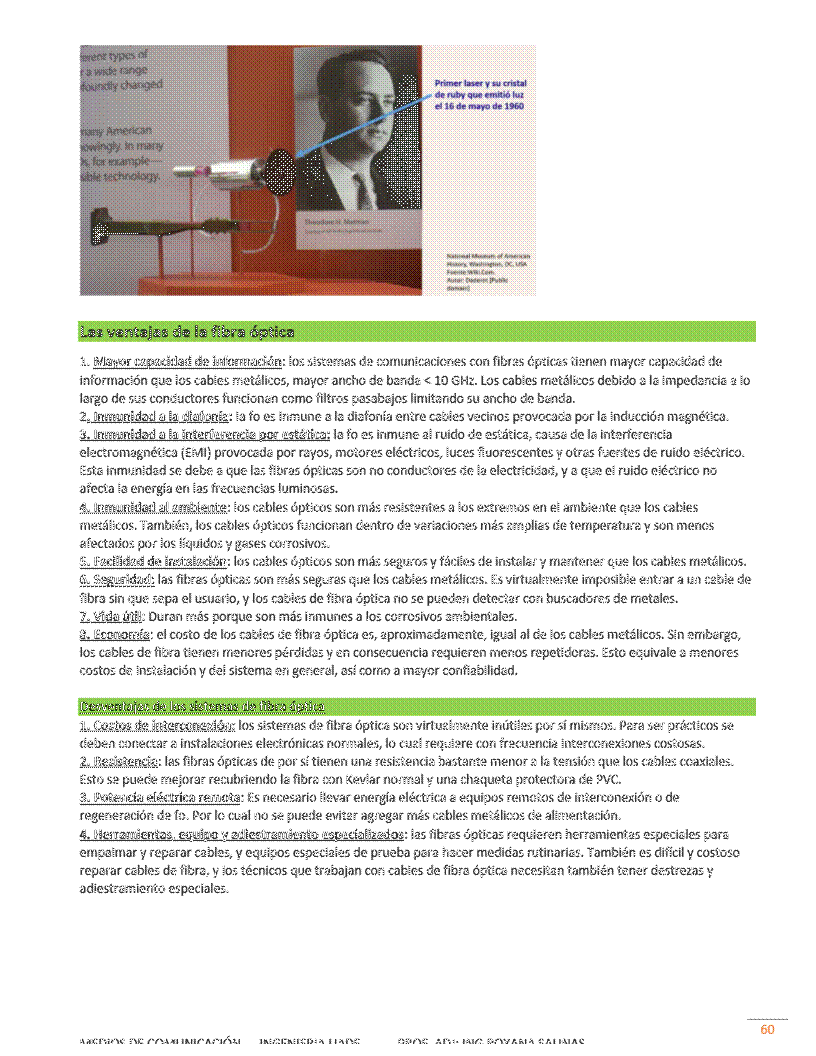 erent types of
r a wide range
foundly changed
many American
owingly. In many
s, for example—
sible technology.
Primer laser y su cristal
de ruby que emitió luz
el 16 de mayo de 1960
Theodore H. Maiman
National Museum of American
History, Washington, DC, USA
Fuente Wiki.Com.
Autor: Daderot [Public
domain]
Las ventajas de la fibra óptica
1. Mayor capacidad de información: los sistemas de comunicaciones con fibras ópticas tienen mayor capacidad de
información que los cables metálicos, mayor ancho de banda < 10 GHz. Los cables metálicos debido a la impedancia a lo
largo de sus conductores funcionan como filtros pasabajos limitando su ancho de banda.
2. Inmunidad a la diafonía: la fo es inmune a la diafonía entre cables vecinos provocada por la inducción magnética.
3. Inmunidad a la interferencia por estática: la fo es inmune al ruido de estática, causa de la interferencia
electromagnética (EMI) provocada por rayos, motores eléctricos, luces fluorescentes y otras fuentes de ruido eléctrico.
Esta inmunidad se debe a que las fibras ópticas son no conductores de la electricidad, y a que el ruido eléctrico no
afecta la energía en las frecuencias luminosas.
4. Inmunidad al ambiente: los cables ópticos son más resistentes a los extremos en el ambiente que los cables
metálicos. También, los cables ópticos funcionan dentro de variaciones más amplias de temperatura y son menos
afectados por los líquidos y gases corrosivos.
5. Facilidad de instalación: los cables ópticos son más seguros y fáciles de instalar y mantener que los cables metálicos.
6. Seguridad: las fibras ópticas son más seguras que los cables metálicos. Es virtualmente imposible entrar a un cable de
fibra sin que sepa el usuario, y los cables de fibra óptica no se pueden detectar con buscadores de metales.
7. Vida útil: Duran más porque son más inmunes a los corrosivos ambientales.
8. Economía: el costo de los cables de fibra óptica es, aproximadamente, igual al de los cables metálicos. Sin embargo,
los cables de fibra tienen menores pérdidas y en consecuencia requieren menos repetidoras. Esto equivale a menores
costos de instalación y del sistema en general, así como a mayor confiabilidad.
Desventajas de los sistemas de fibra óptica
1. Costos de interconexión: los sistemas de fibra óptica son virtualmente inútiles por sí mismos. Para ser prácticos se
deben conectar a instalaciones electrónicas normales, lo cual requiere con frecuencia interconexiones costosas.
2. Resistencia: las fibras ópticas de por sí tienen una resistencia bastante menor a la tensión que los cables coaxiales.
Esto se puede mejorar recubriendo la fibra con Kevlar normal y una chaqueta protectora de PVC.
3. Potencia eléctrica remota: Es necesario llevar energía eléctrica a equipos remotos de interconexión o de
regeneración de fo. Por lo cual no se puede evitar agregar más cables metálicos de alimentación.
4. Herramientas, equipo y adiestramiento especializados: las fibras ópticas requieren herramientas especiales para
empalmar y reparar cables, y equipos especiales de prueba para hacer medidas rutinarias. También es difícil y costoso
reparar cables de fibra, y los técnicos que trabajan con cables de fibra óptica necesitan también tener destrezas y
adiestramiento especiales.
60
MEDIOS DE COMUNICACIÓN INGENIERIA UADE PROF. ADJ: ING ROXANA SALINAS